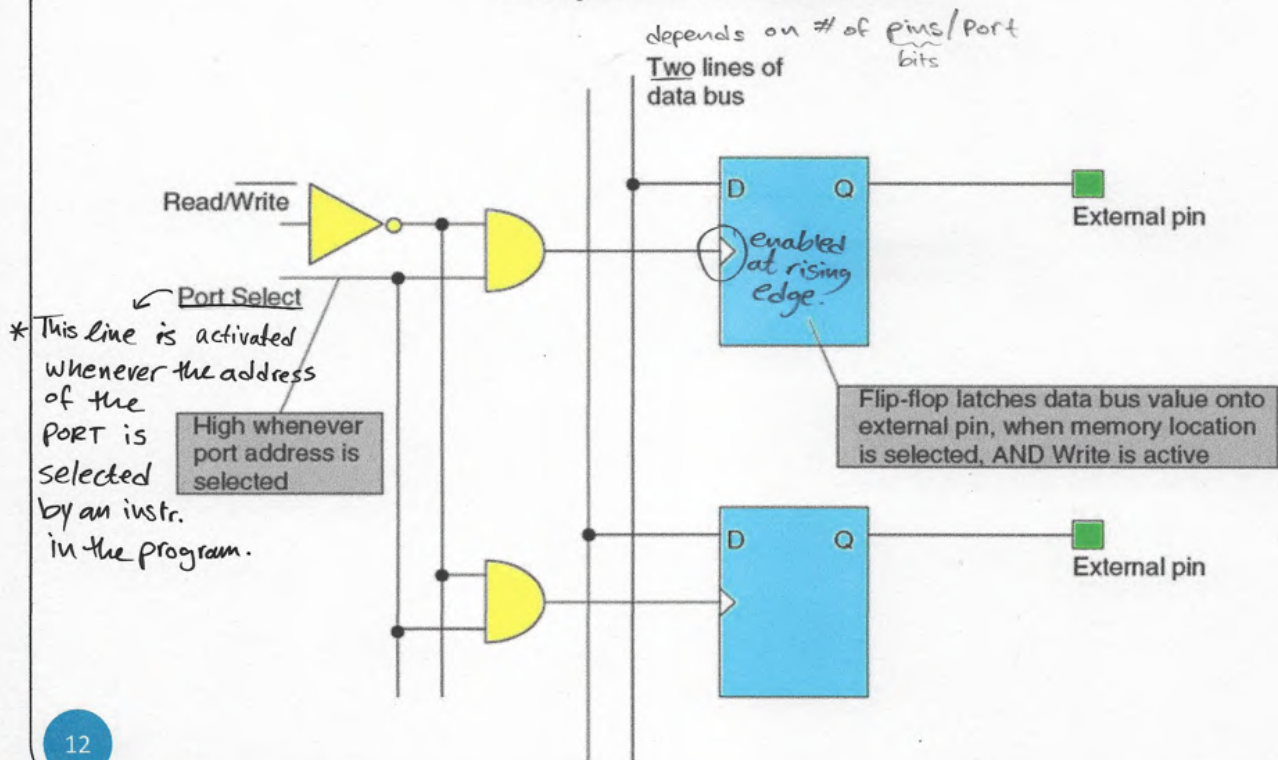 depends on # of pins/Port
bits
Two lines of
data bus
Read/Write
D
Q
External pin
enabled
at rising
edge.
Port Select
* This line is activated
whenever the address
of the
PORT is
selected
by an instr.
in the program.
High whenever
port address is
selected
Flip-flop latches data bus value onto
external pin, when memory location
is selected, AND Write is active
D
Q
External pin
12